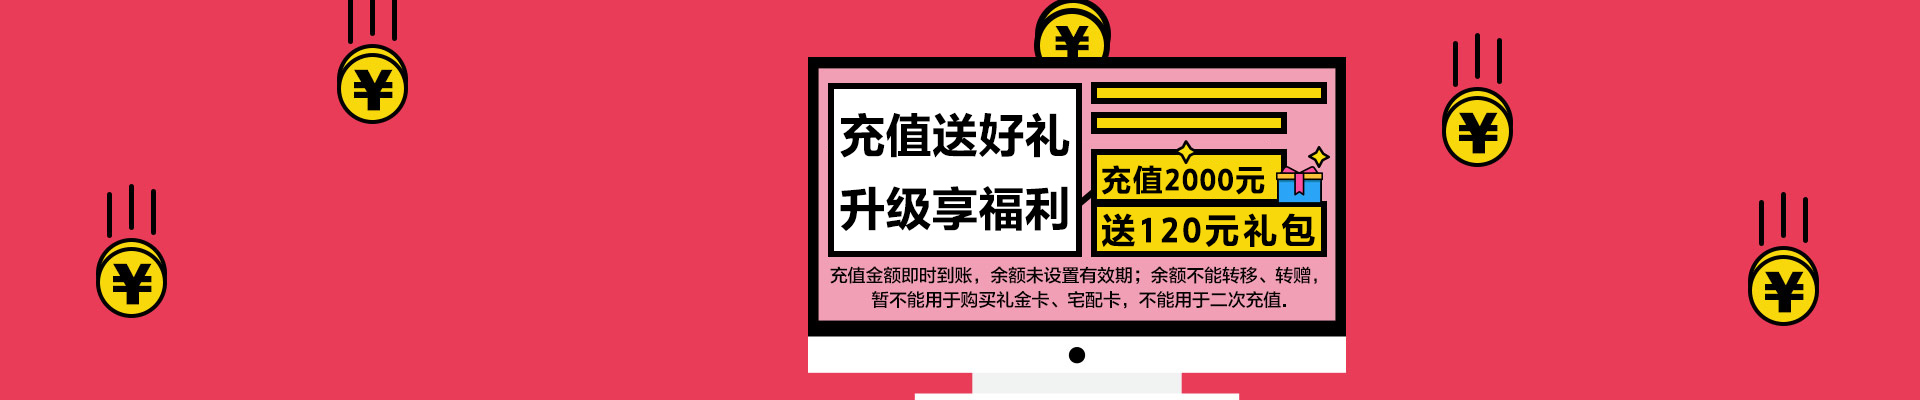 ¥
¥
¥
¥
¥
充值送好礼
升级享福利
充值2000元
送120元礼包
充值金额即时到账，余额未设置有效期；余额不能转移、转赠，
暂不能用于购买礼金卡、宅配卡，不能用于二次充值.